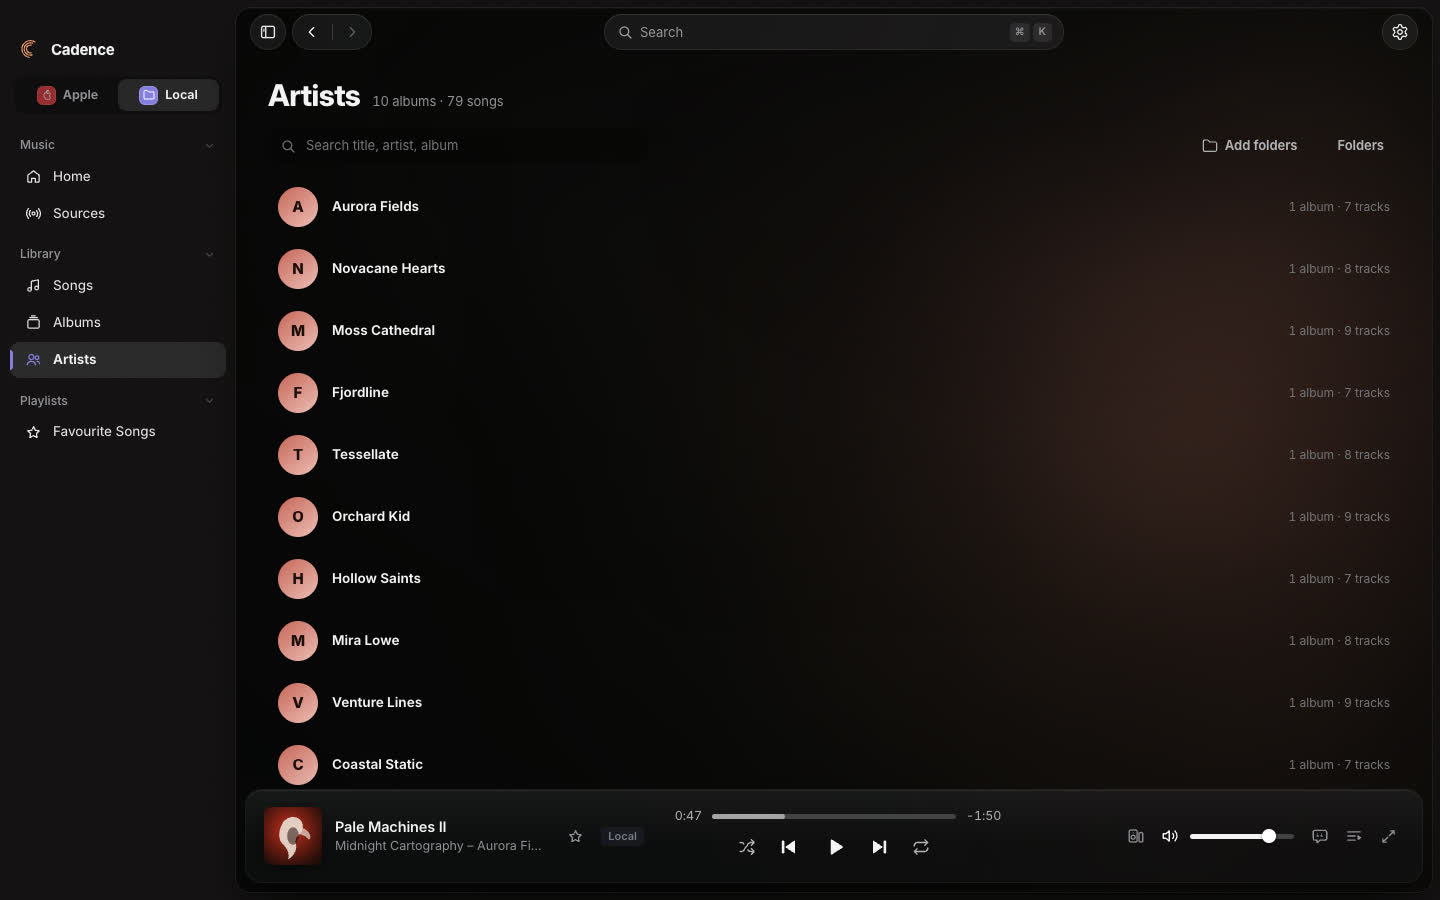 Cadence
Apple
Local
Music
Home
Sources
Library
Songs
Albums
Artists
Playlists
Favourite Songs
Search
⌘ K
Artists 10 albums · 79 songs
Search title, artist, album
Add folders
Folders
A Aurora Fields 1 album · 7 tracks
N Novacane Hearts 1 album · 8 tracks
M Moss Cathedral 1 album · 9 tracks
F Fjordline 1 album · 7 tracks
T Tessellate 1 album · 8 tracks
O Orchard Kid 1 album · 9 tracks
H Hollow Saints 1 album · 7 tracks
M Mira Lowe 1 album · 8 tracks
V Venture Lines 1 album · 9 tracks
C Coastal Static 1 album · 7 tracks
Pale Machines II
Midnight Cartography – Aurora Fi...
Local
0:47
-1:50